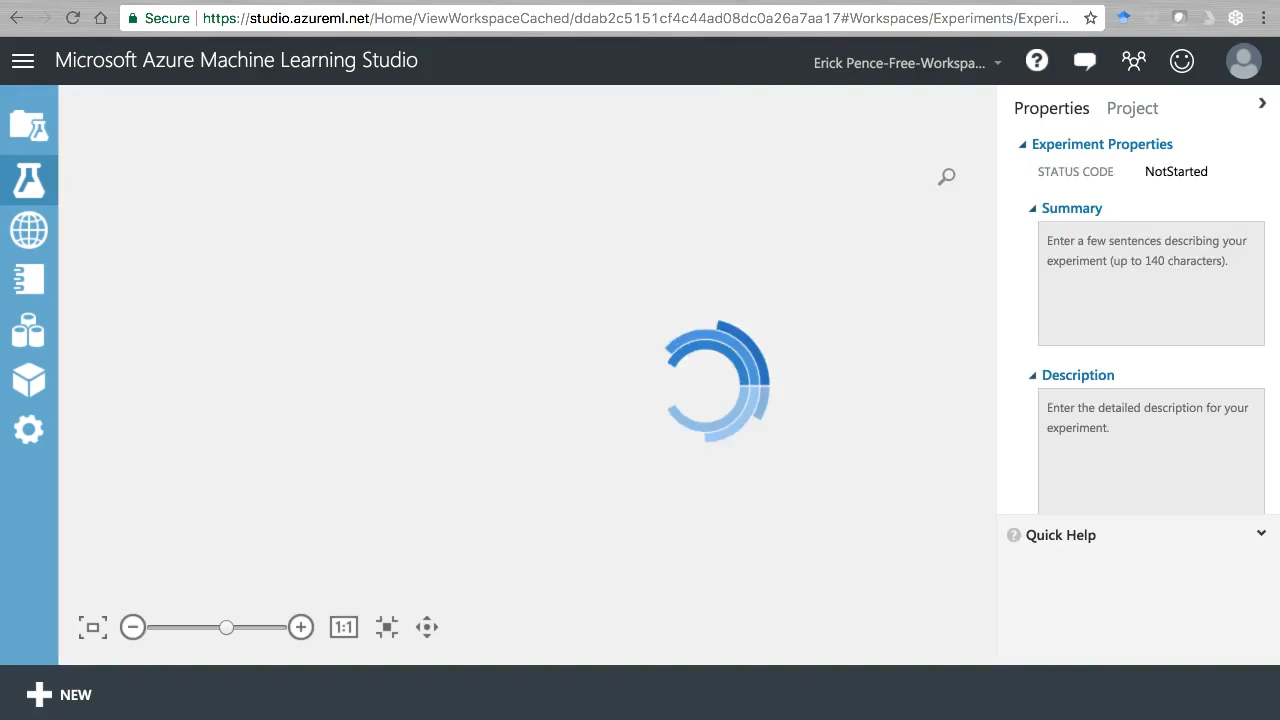 Secure
https://studio.azureml.net/Home/ViewWorkspaceCached/ddab2c5151cf4c44ad08dc0a26a7aa17#Workspaces/Experiments/Experi...
Microsoft Azure Machine Learning Studio
Erick Pence-Free-Workspa...
Properties
Project
Experiment Properties
STATUS CODE
NotStarted
Summary
Enter a few sentences describing your
experiment (up to 140 characters).
Description
Enter the detailed description for your
experiment.
Quick Help
1:1
NEW